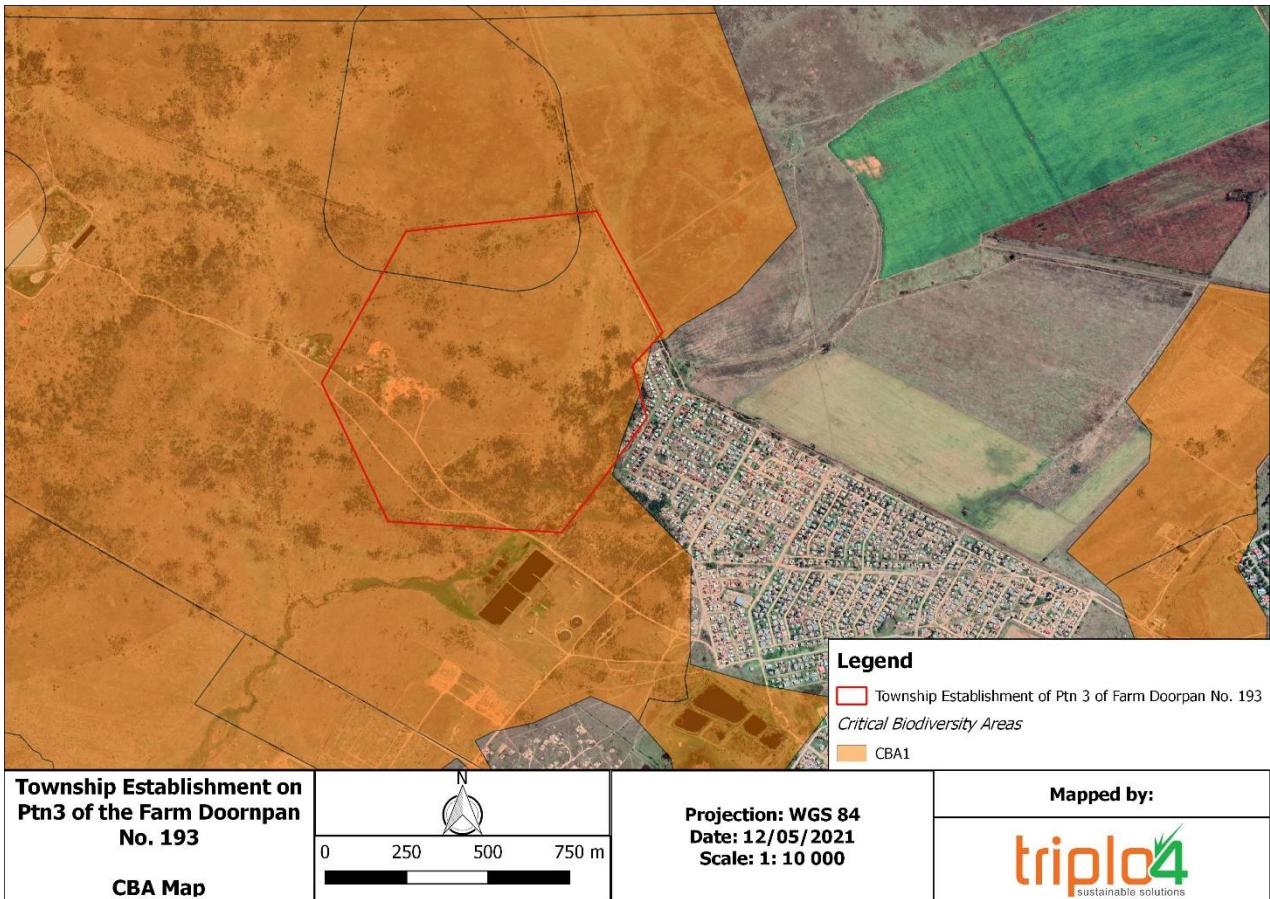 Legend
Township Establishment of Ptn 3 of Farm Doorpan No. 193
Critical Biodiversity Areas
CBA1
Township Establishment on
Ptn3 of the Farm Doornpan
No. 193
CBA Map
N
0 250 500 750 m
Projection: WGS 84
Date: 12/05/2021
Scale: 1: 10 000
Mapped by:
triplo4
sustainable solutions